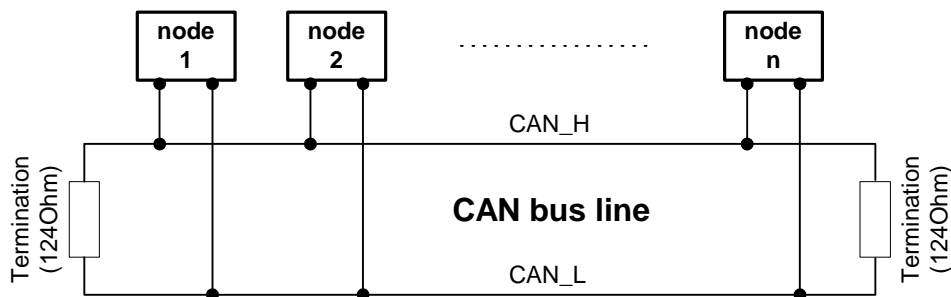 node
1
node
2
....................
node
n
CAN_H
Termination
(124Ohm)
CAN bus line
Termination
(124Ohm)
CAN_L